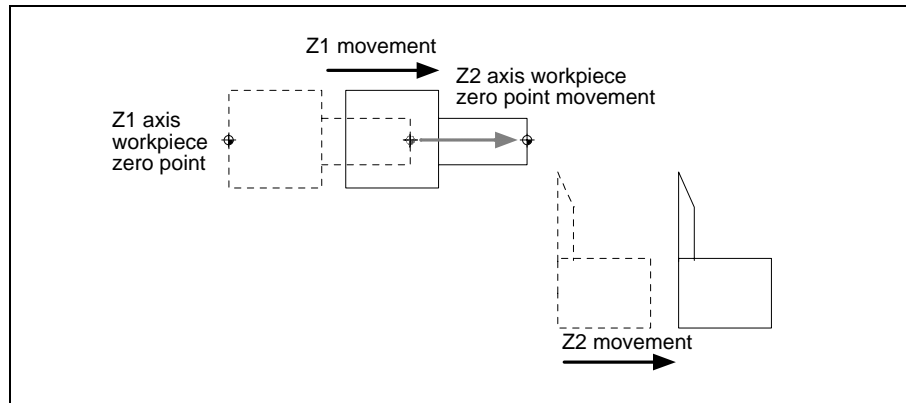 Z1 movement
Z2 axis workpiece
zero point movement
Z1 axis
workpiece
zero point
Z2 movement